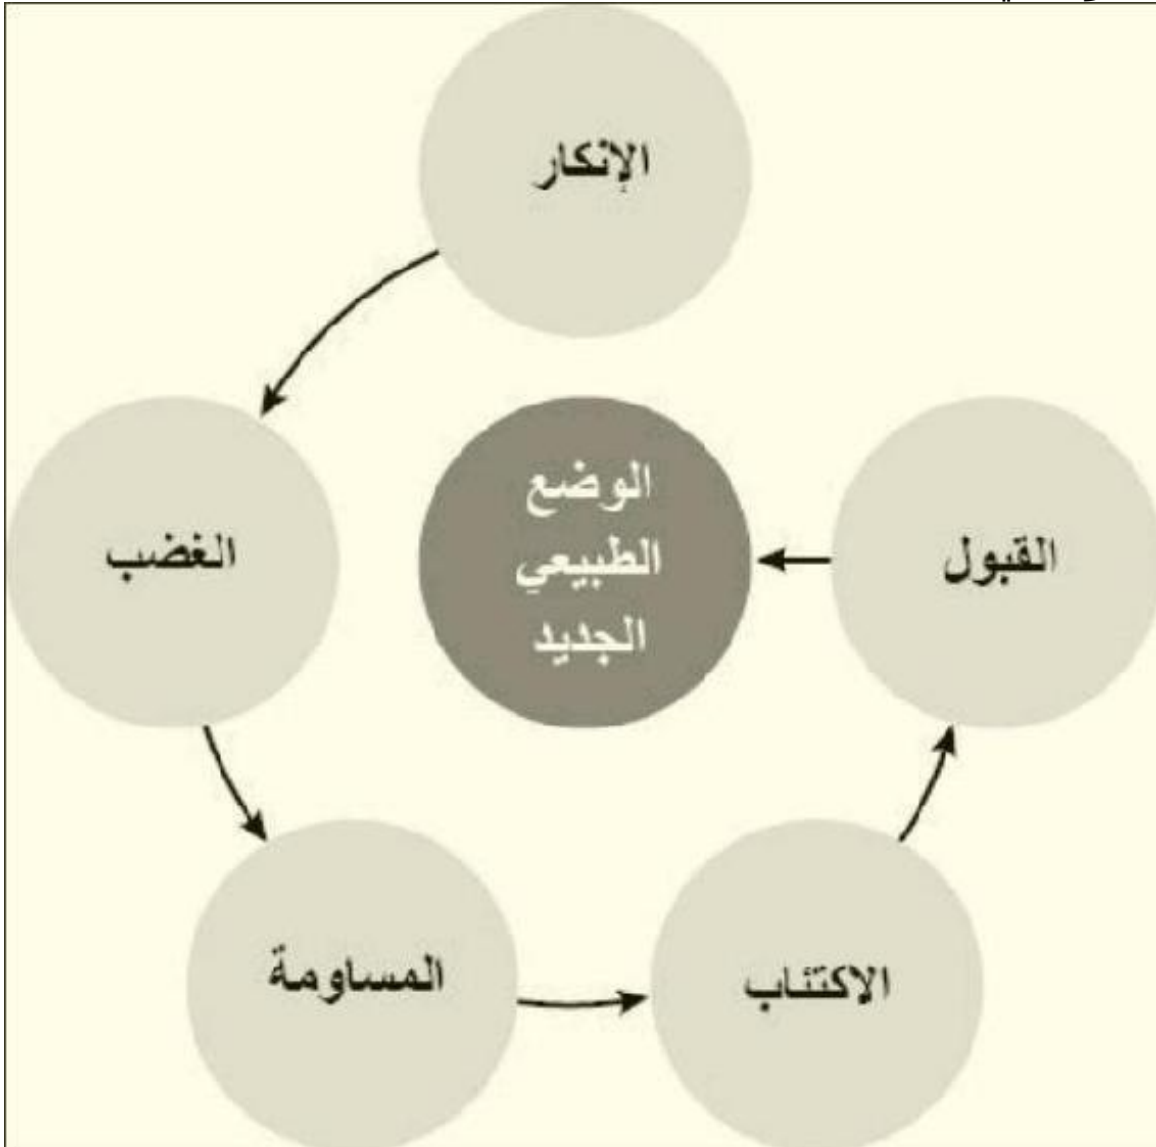 الإنكار
الوضع
الطبيعي
الجديد
الغضب
القبول
المساومة
الاكتئاب